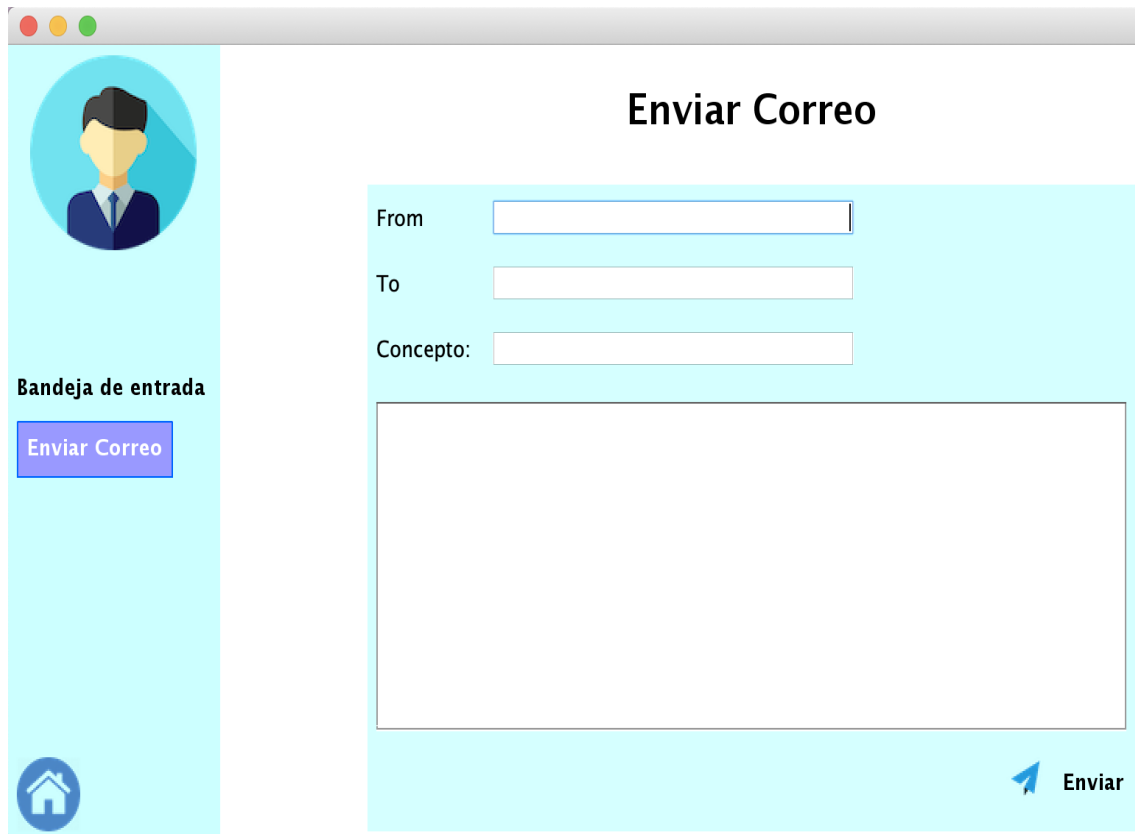 Enviar Correo
From
To
Concepto:
Bandeja de entrada
Enviar Correo
Enviar